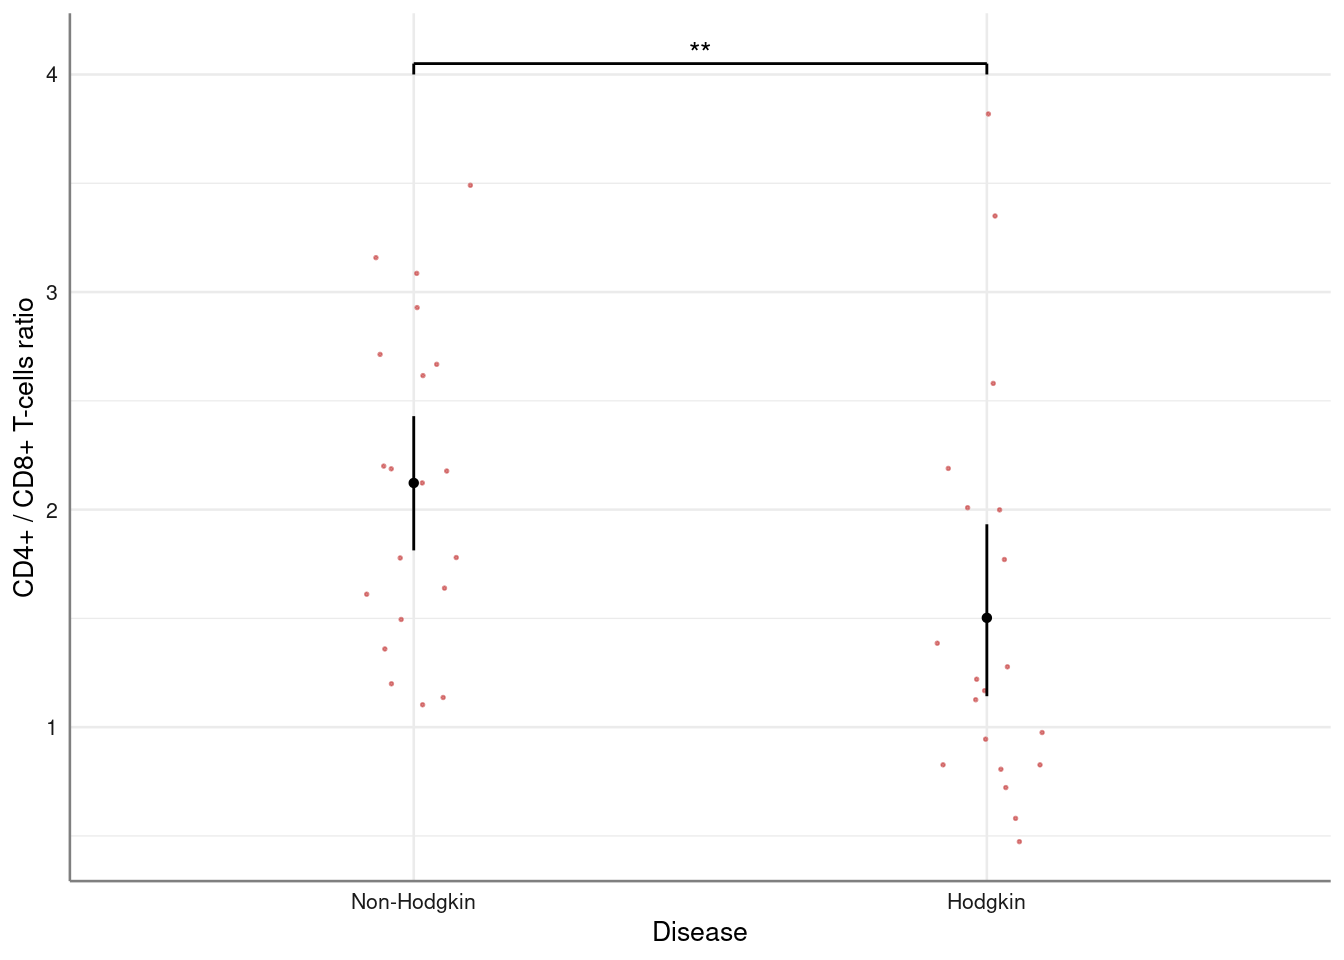 **
4
3
2
1
CD4+ / CD8+ T-cells ratio
Non-Hodgkin
Hodgkin
Disease